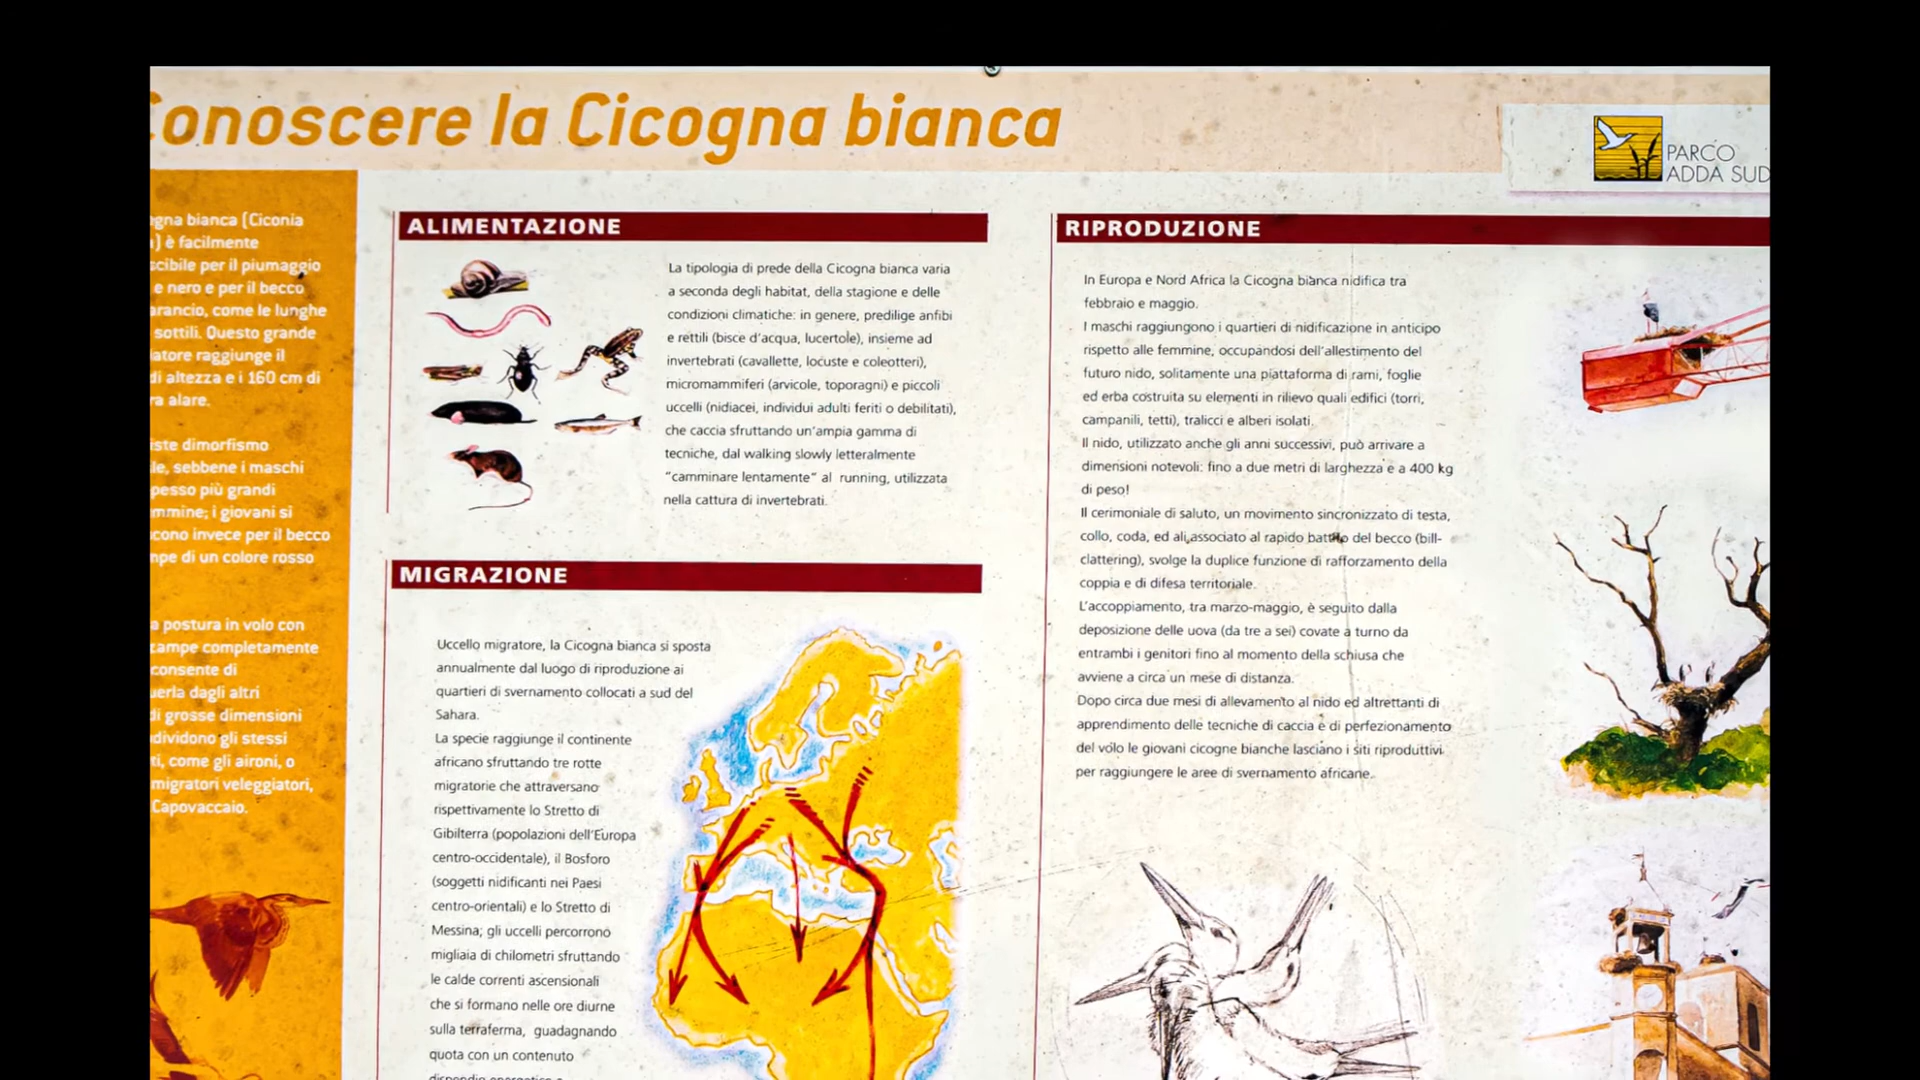 Conoscere la Cicogna bianca
PARCO
ADDA SUD
bianca (Ciconia
è facilmente
per il piumaggio
e nero e per il becco
arancio, come le lunghe
sottili. Questo grande
raggiunge il
di altezza e i 160 cm di
alare.
dimorfismo
sebbene i maschi
più grandi
i giovani si
invece per il becco
di un colore rosso
postura in volo con
zampe completamente
consente di
dagli altri
di grosse dimensioni
dividono gli stessi
come gli aironi, o
migratori veleggiatori,
Capovaccaio.
ALIMENTAZIONE
La tipologia di prede della Cicogna bianca varia
a seconda degli habitat, della stagione e delle
condizioni climatiche: in genere, predilige anfibi
e rettili (bisce d'acqua, lucertole), insieme ad
invertebrati (cavallette, locuste e coleotteri),
micromammiferi (arvicole, toporagni) e piccoli
uccelli (nidiacei, individui adulti feriti o debilitati),
che caccia sfruttando un'ampia gamma di
tecniche, dal walking slowly letteralmente
"camminare lentamente" al running, utilizzata
nella cattura di invertebrati.
MIGRAZIONE
Uccello migratore, la Cicogna bianca si sposta
annualmente dal luogo di riproduzione ai
quartieri di svernamento collocati a sud del
Sahara.
La specie raggiunge il continente
africano sfruttando tre rotte
migratorie che attraversano
rispettivamente lo Stretto di
Gibilterra (popolazioni dell'Europa
centro-occidentale), il Bosforo
(soggetti nidificanti nei Paesi
centro-orientali) e lo Stretto di
Messina; gli uccelli percorrono
migliaia di chilometri sfruttando
le calde correnti ascensionali
che si formano nelle ore diurne
sulla terraferma, guadagnando
quota con un contenuto
RIPRODUZIONE
In Europa e Nord Africa la Cicogna bianca nidifica tra
febbraio e maggio.
I maschi raggiungono i quartieri di nidificazione in anticipo
rispetto alle femmine, occupandosi dell'allestimento del
futuro nido, solitamente una piattaforma di rami, foglie
ed erba costruita su elementi in rilievo quali edifici (torri,
campanili, tetti), tralicci e alberi isolati.
Il nido, utilizzato anche gli anni successivi, può arrivare a
dimensioni notevoli: fino a due metri di larghezza e a 400 kg
di peso!
Il cerimoniale di saluto, un movimento sincronizzato di testa,
collo, coda, ed ali,associato al rapido battito del becco (bill-
clattering), svolge la duplice funzione di rafforzamento della
coppia e di difesa territoriale.
L'accoppiamento, tra marzo-maggio, è seguito dalla
deposizione delle uova (da tre a sei) covate a turno da
entrambi i genitori fino al momento della schiusa che
avviene a circa un mese di distanza.
Dopo circa due mesi di allevamento al nido ed altrettanti di
apprendimento delle tecniche di caccia e di perfezionamento
del volo le giovani cicogne bianche lasciano i siti riproduttivi
per raggiungere le aree di svernamento africane.